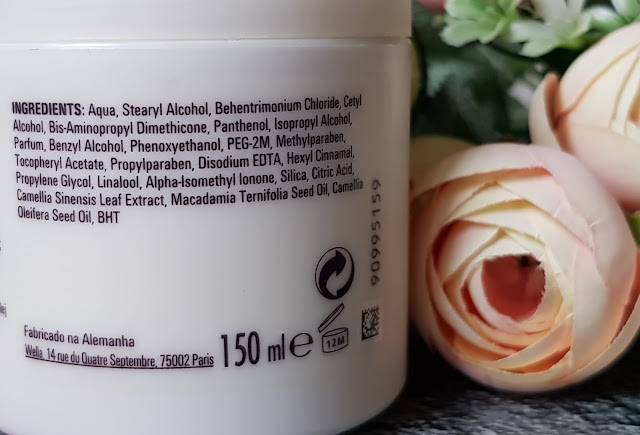 INGREDIENTS: Aqua, Stearyl Alcohol, Behentrimonium Chloride, Cetyl
Alcohol, Bis-Aminopropyl Dimethicone, Panthenol, Isopropyl Alcohol,
Parfum, Benzyl Alcohol, Phenoxyethanol, PEG-2M, Methylparaben,
Tocopheryl Acetate, Propylparaben, Disodium EDTA, Hexyl Cinnamal,
Propylene Glycol, Linalool, Alpha-Isomethyl Ionone, Silica, Citric Acid,
Camellia Sinensis Leaf Extract, Macadamia Ternifolia Seed Oil, Camellia
Oleifera Seed Oil, BHT
90995159
Fabricado na Alemanha
Wella, 14 rue du Quatre Septembre, 75002 Paris
150 ml e
12M